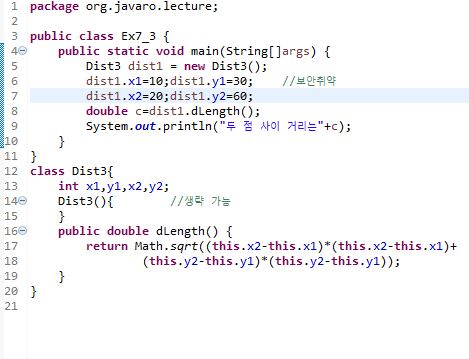 1 package org.javaro.lecture;
2
3 public class Ex7_3 {
4     public static void main(String[]args) {
5         Dist3 dist1 = new Dist3();
6         dist1.x1=10;dist1.y1=30;    //보안취약
7         dist1.x2=20;dist1.y2=60;
8         double c=dist1.dLength();
9         System.out.println("두 점 사이 거리는"+c);
10     }
11 }
12 class Dist3{
13     int x1,y1,x2,y2;
14     Dist3(){        //생략 가능
15     }
16     public double dLength() {
17         return Math.sqrt((this.x2-this.x1)*(this.x2-this.x1)+
18                 (this.y2-this.y1)*(this.y2-this.y1));
19     }
20 }
21